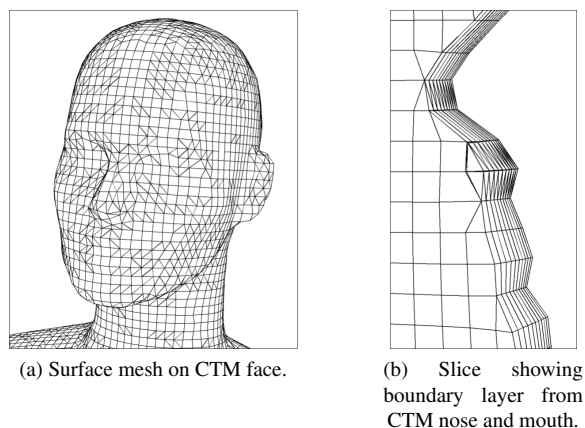 (a) Surface mesh on CTM face.
(b) Slice showing
boundary layer from
CTM nose and mouth.